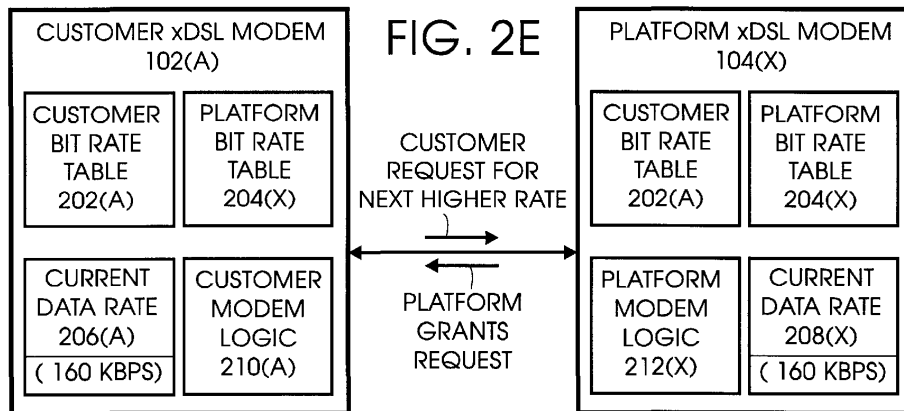 CUSTOMER xDSL MODEM
102(A)
CUSTOMER
BIT RATE
TABLE
202(A)
PLATFORM
BIT RATE
TABLE
204(X)
CURRENT
DATA RATE
206(A)
( 160 KBPS)
CUSTOMER
MODEM
LOGIC
210(A)
FIG. 2E
CUSTOMER
REQUEST FOR
NEXT HIGHER RATE
PLATFORM
GRANTS
REQUEST
PLATFORM xDSL MODEM
104(X)
CUSTOMER
BIT RATE
TABLE
202(A)
PLATFORM
BIT RATE
TABLE
204(X)
PLATFORM
MODEM
LOGIC
212(X)
CURRENT
DATA RATE
208(X)
( 160 KBPS)